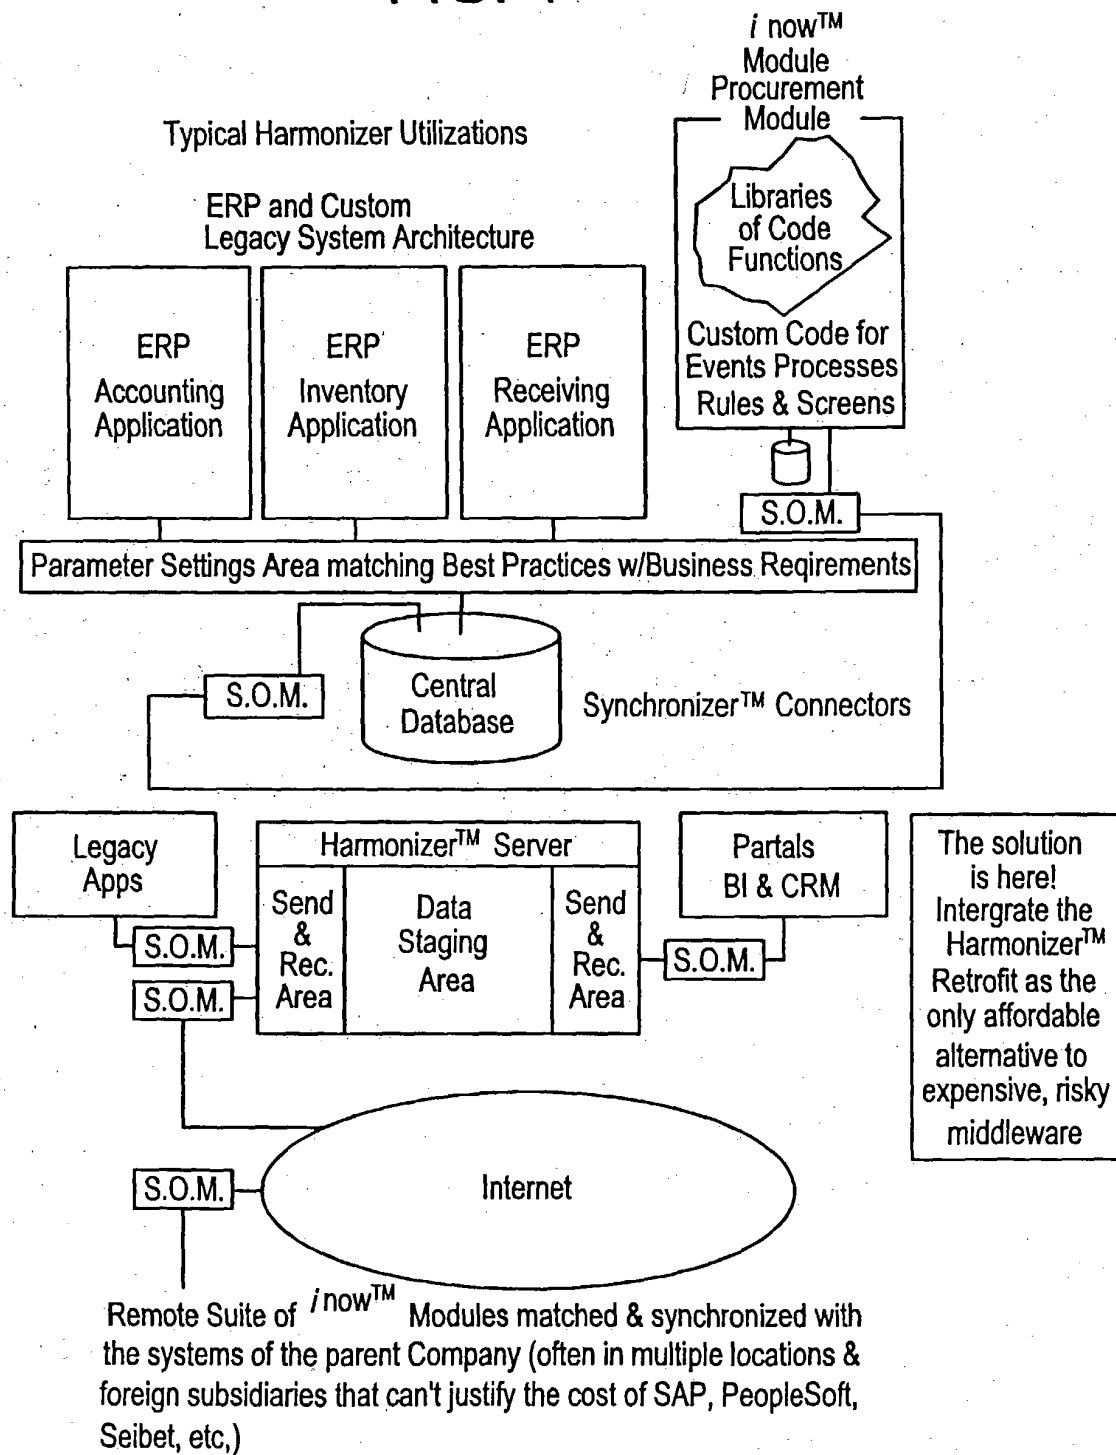 i now™
Module
Procurement
Module
Typical Harmonizer Utilizations
Libraries
of Code
Functions
ERP and Custom
Legacy System Architecture
ERP
Accounting
Application
ERP
Inventory
Application
ERP
Receiving
Application
Custom Code for
Events Processes
Rules & Screens
S.O.M.
Parameter Settings Area matching Best Practices w/Business Reqirements
S.O.M.
Central
Database
Synchronizer™ Connectors
Legacy
Apps
S.O.M.
S.O.M.
Harmonizer™ Server
Send
&
Rec.
Area
Data
Staging
Area
Send
&
Rec.
Area
S.O.M.
Partals
BI & CRM
The solution
is here!
Intergrate the
Harmonizer™
Retrofit as the
only affordable
alternative to
expensive, risky
middleware
S.O.M.
Internet
Remote Suite of i now™ Modules matched & synchronized with
the systems of the parent Company (often in multiple locations &
foreign subsidiaries that can't justify the cost of SAP, PeopleSoft,
Seibet, etc,)